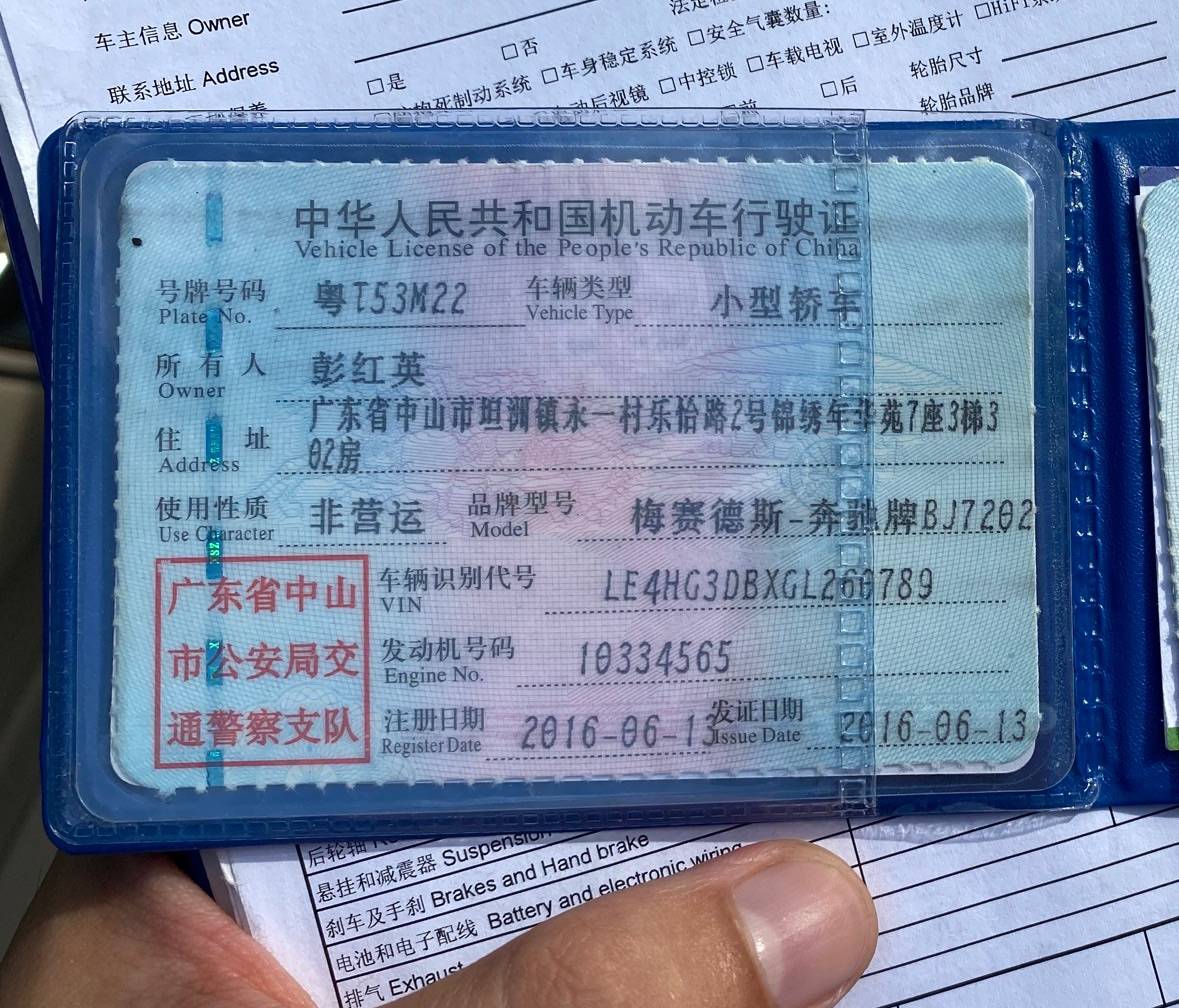 车主信息 Owner
联系地址 Address
□是
□否
制动系统 □车身稳定系统 □安全气囊数量:
后视镜 □中控锁 □车载电视 □室外温度计
□后 轮胎尺寸
轮胎品牌
中华人民共和国机动车行驶证
Vehicle License of the People's Republic of China
号牌号码 粤T53M22 车辆类型 小型轿车
Plate No. Vehicle Type
所有人 彭红英
Owner
广东省中山市坦洲镇永一村乐怡路2号锦绣年华苑7座3梯3
住址 02房
Address
使用性质 非营运 品牌型号 梅赛德斯-奔驰牌BJ7202
Use Character Model
广东省中山
市公安局交
通警察支队
车辆识别代号 LE4HG3DBXGL266789
VIN
发动机号码 10334565
Engine No.
注册日期 2016-06-13 发证日期 2016-06-13
Register Date Issue Date
后轮轴
悬挂和减震器 Suspension
刹车及手刹 Brakes and Hand brake
电池和电子配线 Battery and electronic wiring
排气 Exhaust